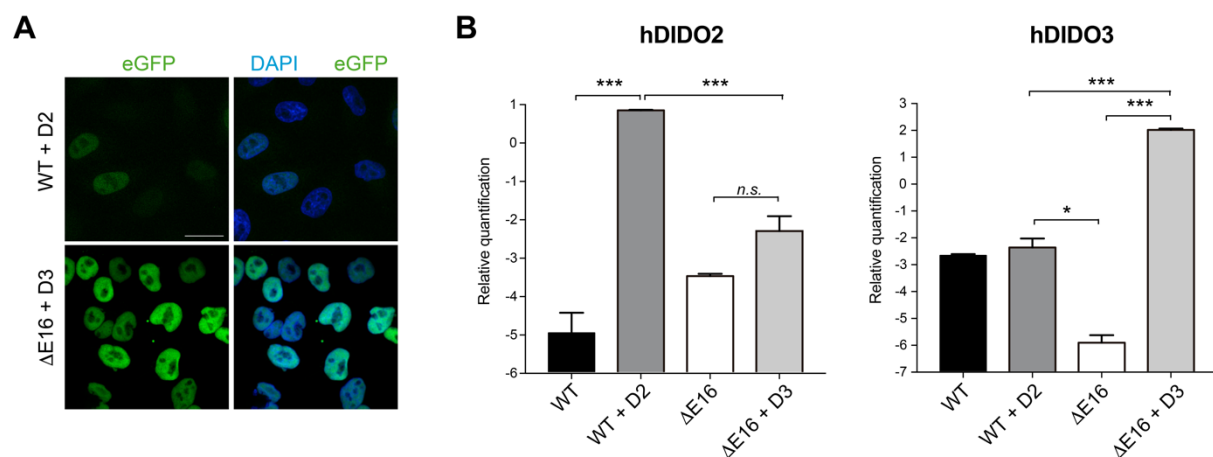 A
eGFP
DAPI
eGFP
WT + D2
ΔE16 + D3
B
hDIDO2
***
***
n.s.
Relative quantification
1
0
-1
-2
-3
-4
-5
-6
WT
WT + D2
ΔE16
ΔE16 + D3
hDIDO3
***
***
*
Relative quantification
3
2
1
0
-1
-2
-3
-4
-5
-6
-7
WT
WT + D2
ΔE16
ΔE16 + D3